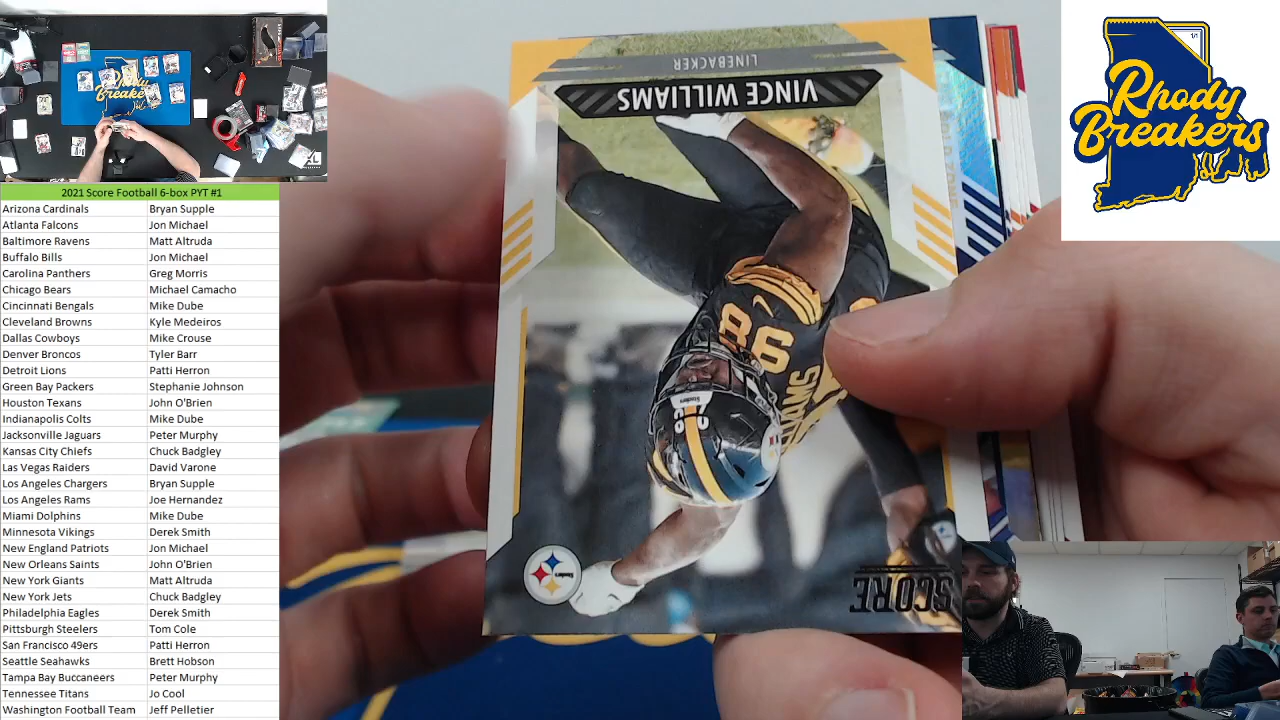 2021 Score Football 6-box PYT #1
Arizona Cardinals Bryan Supple
Atlanta Falcons Jon Michael
Baltimore Ravens Matt Altruda
Buffalo Bills Jon Michael
Carolina Panthers Greg Morris
Chicago Bears Michael Camacho
Cincinnati Bengals Mike Dube
Cleveland Browns Kyle Medeiros
Dallas Cowboys Mike Crouse
Denver Broncos Tyler Barr
Detroit Lions Patti Herron
Green Bay Packers Stephanie Johnson
Houston Texans John O'Brien
Indianapolis Colts Mike Dube
Jacksonville Jaguars Peter Murphy
Kansas City Chiefs Chuck Badgley
Las Vegas Raiders David Varone
Los Angeles Chargers Bryan Supple
Los Angeles Rams Joe Hernandez
Miami Dolphins Mike Dube
Minnesota Vikings Derek Smith
New England Patriots Jon Michael
New Orleans Saints John O'Brien
New York Giants Matt Altruda
New York Jets Chuck Badgley
Philadelphia Eagles Derek Smith
Pittsburgh Steelers Tom Cole
San Francisco 49ers Patti Herron
Seattle Seahawks Brett Hobson
Tampa Bay Buccaneers Peter Murphy
Tennessee Titans Jo Cool
Washington Football Team Jeff Pelletier
LINEBACKER
VINCE WILLIAMS
98
Steelers
SCORE
1/1
Rhody
Breakers